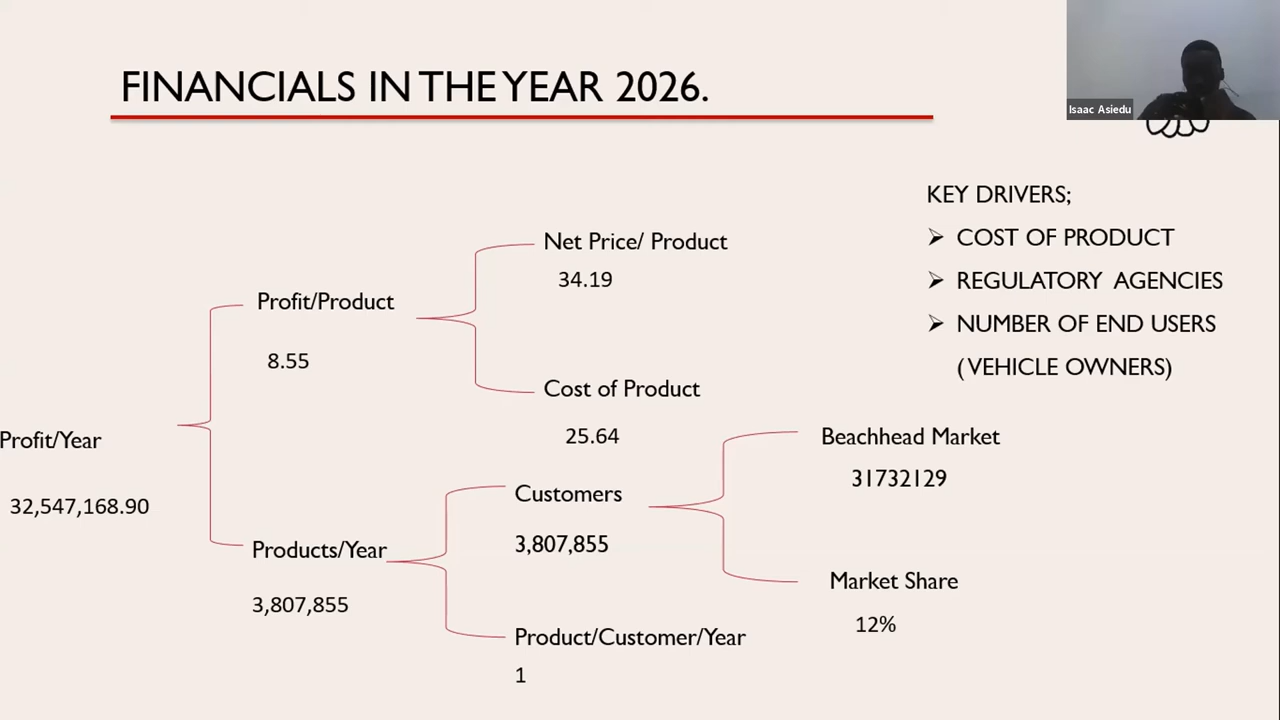 FINANCIALS IN THE YEAR 2026.
Isaac Asiedu
KEY DRIVERS;
COST OF PRODUCT
REGULATORY AGENCIES
NUMBER OF END USERS
(VEHICLE OWNERS)
Net Price/ Product
34.19
Profit/Product
8.55
Cost of Product
25.64
Profit/Year
32,547,168.90
Beachhead Market
31732129
Customers
3,807,855
Products/Year
3,807,855
Market Share
12%
Product/Customer/Year
1